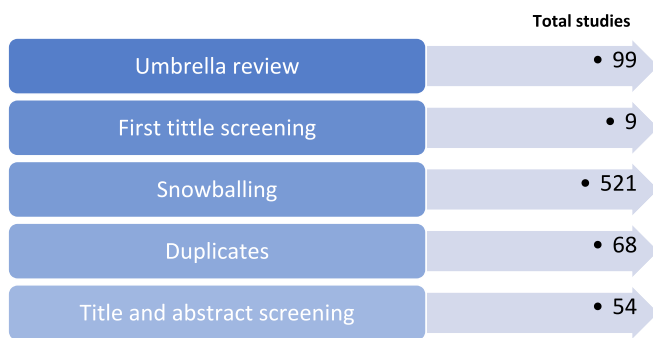 Total studies
Umbrella review
• 99
First tittle screening
• 9
Snowballing
• 521
Duplicates
• 68
Title and abstract screening
• 54